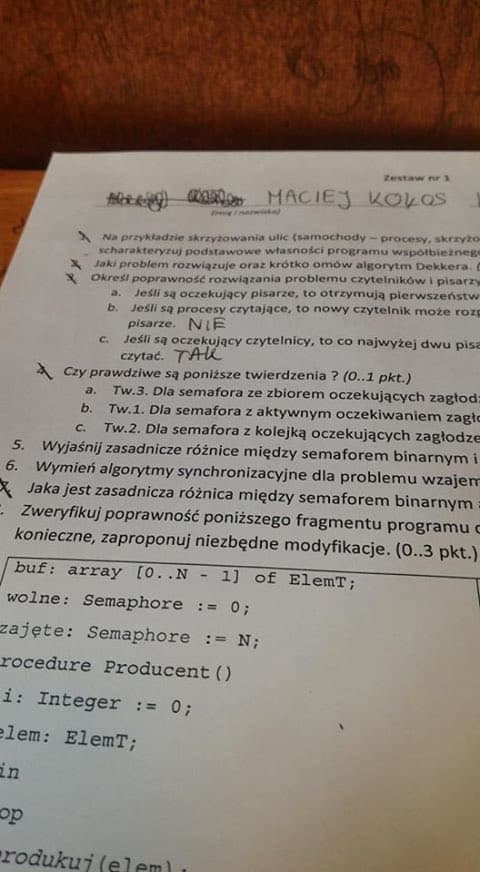 Zestaw nr 1
MACIEJ KOKOS
(imię i nazwisko)
Na przykładzie skrzyżowania ulic (samochody – procesy, skrzyżo
scharakteryzuj podstawowe własności programu współbieżneg
Jaki problem rozwiązuje oraz krótko omów algorytm Dekkera. (
Określ poprawność rozwiązania problemu czytelników i pisarzy
a. Jeśli są oczekujący pisarze, to otrzymują pierwszeństw
b. Jeśli są procesy czytające, to nowy czytelnik może rozp
pisarze. NIE
c. Jeśli są oczekujący czytelnicy, to co najwyżej dwu pisa
czytać. TAK
Czy prawdziwe są poniższe twierdzenia ? (0..1 pkt.)
a. Tw.3. Dla semafora ze zbiorem oczekujących zagłod
b. Tw.1. Dla semafora z aktywnym oczekiwaniem zagło
c. Tw.2. Dla semafora z kolejką oczekujących zagłodze
5. Wyjaśnij zasadnicze różnice między semaforem binarnym i
6. Wymień algorytmy synchronizacyjne dla problemu wzajem
Jaka jest zasadnicza różnica między semaforem binarnym
. Zweryfikuj poprawność poniższego fragmentu programu
konieczne, zaproponuj niezbędne modyfikacje. (0..3 pkt.)
buf: array [0..N - 1] of ElemT;
wolne: Semaphore := 0;
zajęte: Semaphore := N;
rocedure Producent()
i: Integer := 0;
elem: ElemT;
in
op
rodukuj(elem);